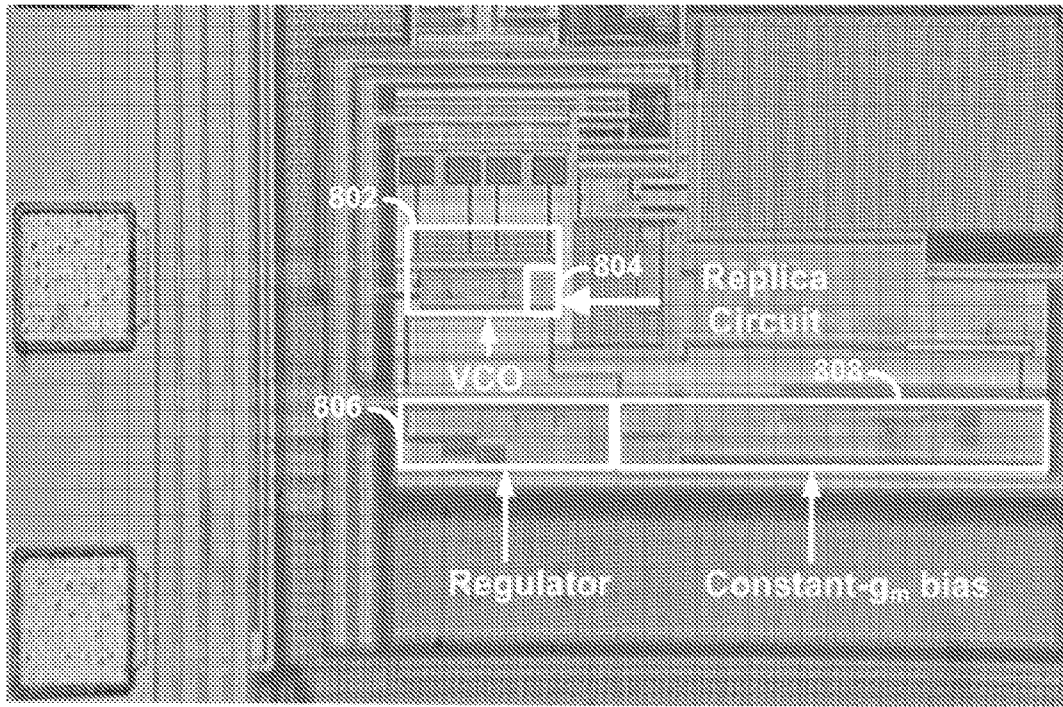 802
804
Replica
Circuit
VCO
808
806
Regulator
Constant-gₘ bias